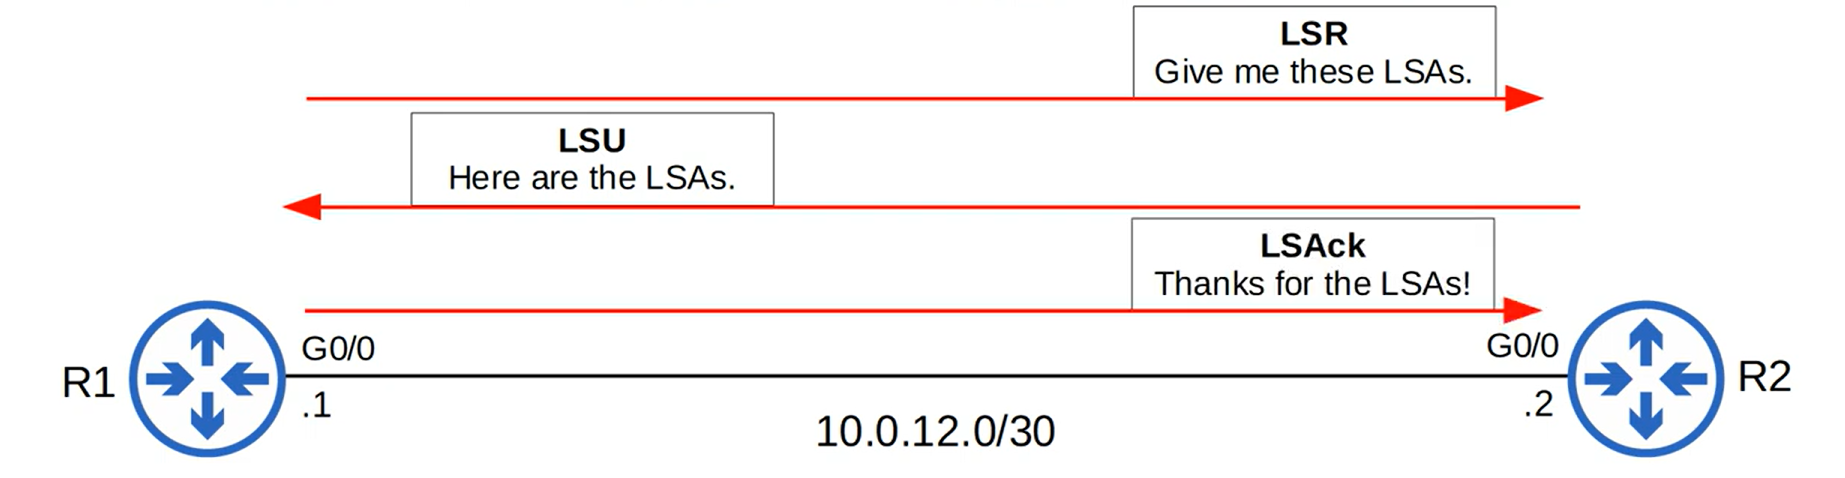 LSR
Give me these LSAs.
LSU
Here are the LSAs.
LSAck
Thanks for the LSAs!
R1
G0/0
.1
10.0.12.0/30
G0/0
.2
R2